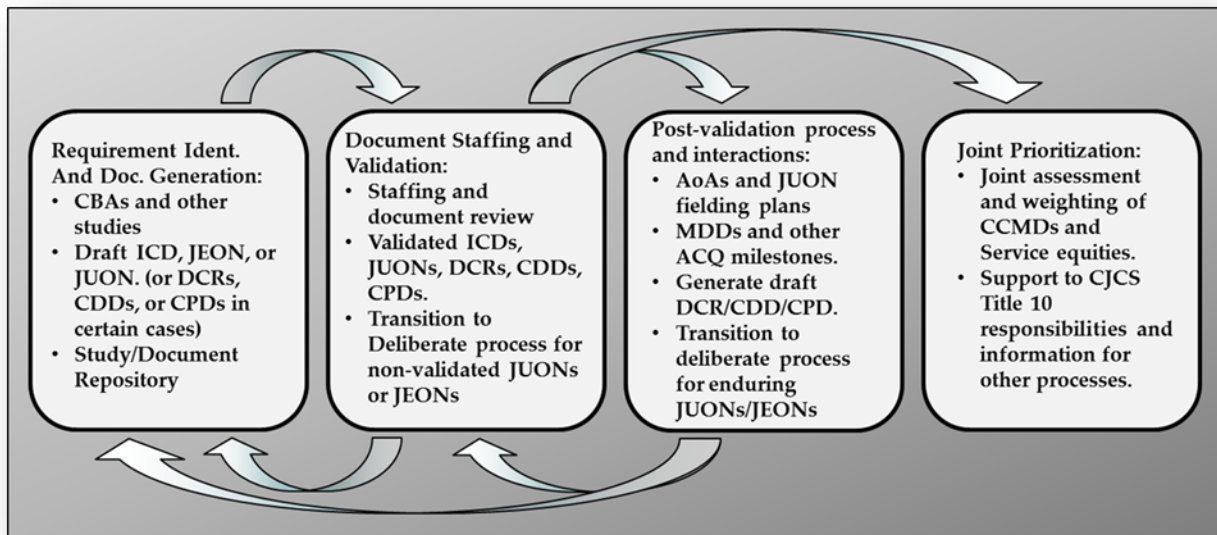 Requirement Ident.
And Doc. Generation:
• CBAs and other
studies
• Draft ICD, JEON, or
JUON. (or DCRs,
CDDs, or CPDs in
certain cases)
• Study/Document
Repository
Document Staffing and
Validation:
• Staffing and
document review
• Validated ICDs,
JUONs, DCRs, CDDs,
CPDs.
• Transition to
Deliberate process for
non-validated JUONs
or JEONs
Post-validation process
and interactions:
• AoAs and JUON
fielding plans
• MDDs and other
ACQ milestones.
• Generate draft
DCR/CDD/CPD.
• Transition to
deliberate process
for enduring
JUONs/JEONs
Joint Prioritization:
• Joint assessment
and weighting of
CCMDs and
Service equities.
• Support to CJCS
Title 10
responsibilities and
information for
other processes.